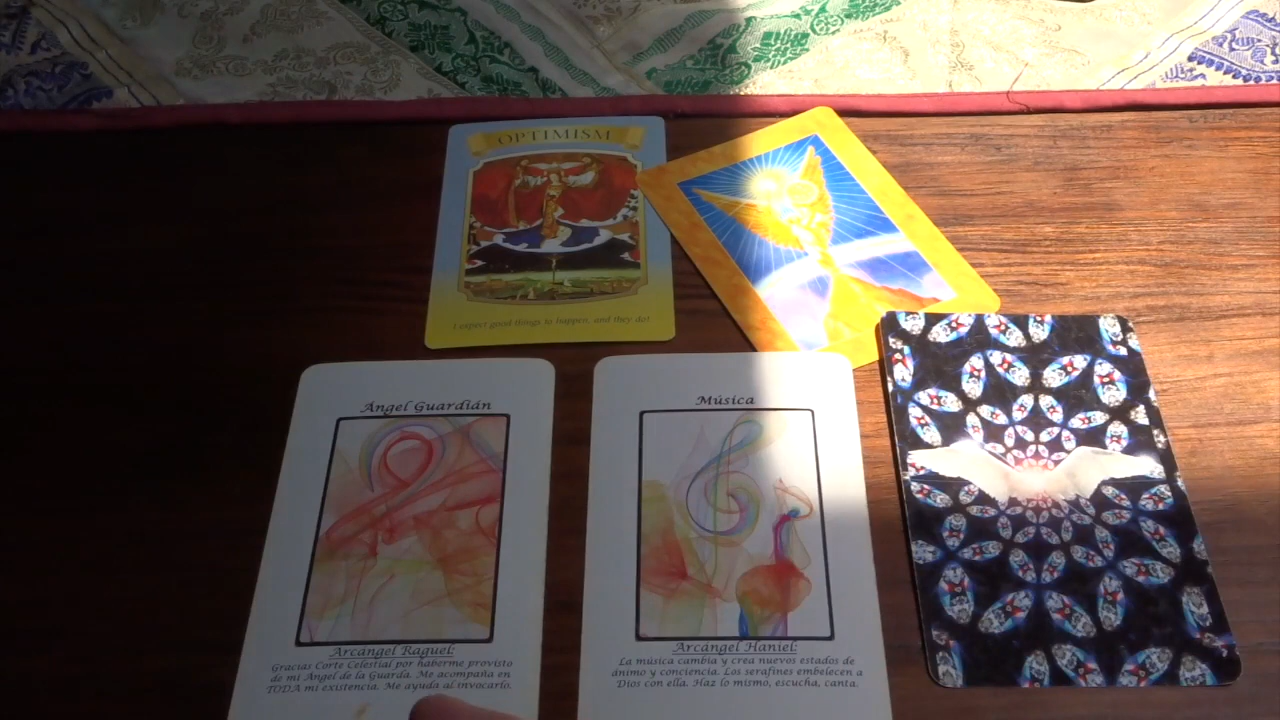 OPTIMISM
I expect good things to happen, and they do!
Ángel Guardián
Arcángel Raguel:
Gracias Corte Celestial por haberme provisto
de mi Ángel de la Guarda. Me acompaña en
TODA mi existencia. Me ayuda al invocarlo.
Música
Arcángel Haniel:
La música cambia y crea nuevos estados de
ánimo y conciencia. Los serafines embelecen a
Dios con ella. Haz lo mismo, escucha, canta.